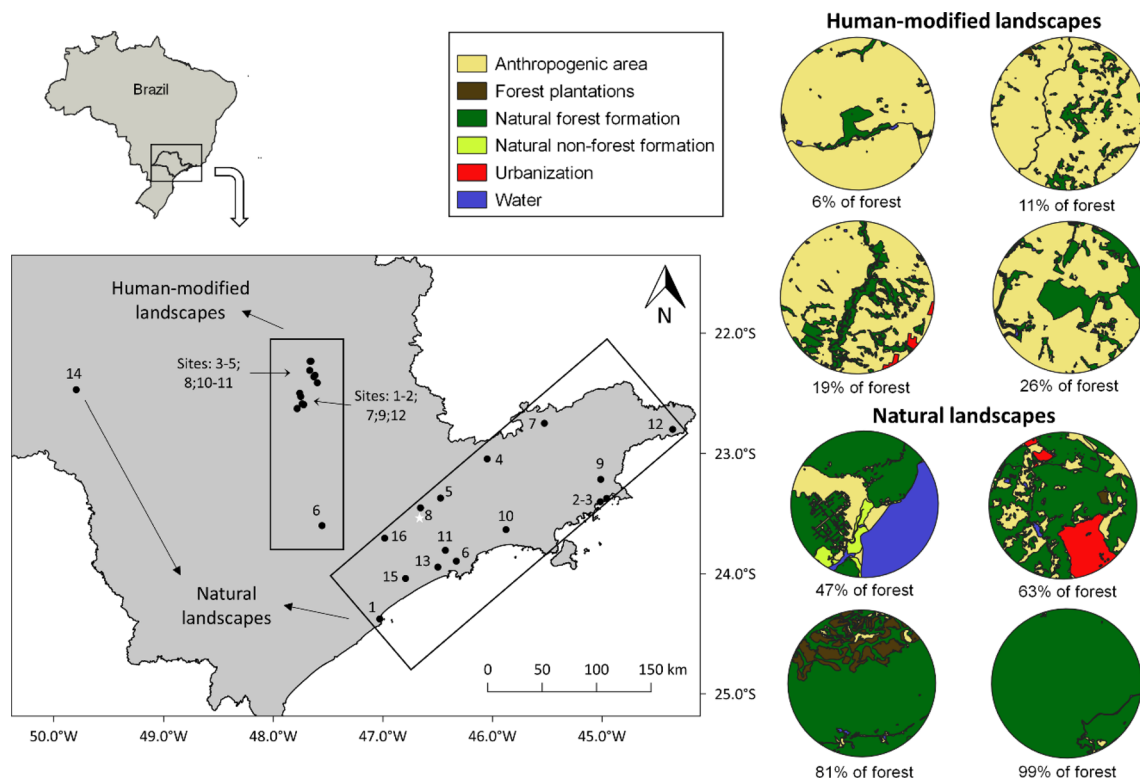 Brazil
Anthropogenic area
Forest plantations
Natural forest formation
Natural non-forest formation
Urbanization
Water
Human-modified landscapes
6% of forest
11% of forest
19% of forest
26% of forest
Natural landscapes
47% of forest
63% of forest
81% of forest
99% of forest
Human-modified
landscapes
N
22.0°S
Sites: 3-5;
8;10-11
14
Sites: 1-2;
7;9;12
7
12
23.0°S
4
9
5
2-3
8
6
10
16
11
13
6
24.0°S
15
Natural
landscapes
1
0 50 100 150 km
25.0°S
50.0°W 49.0°W 48.0°W 47.0°W 46.0°W 45.0°W